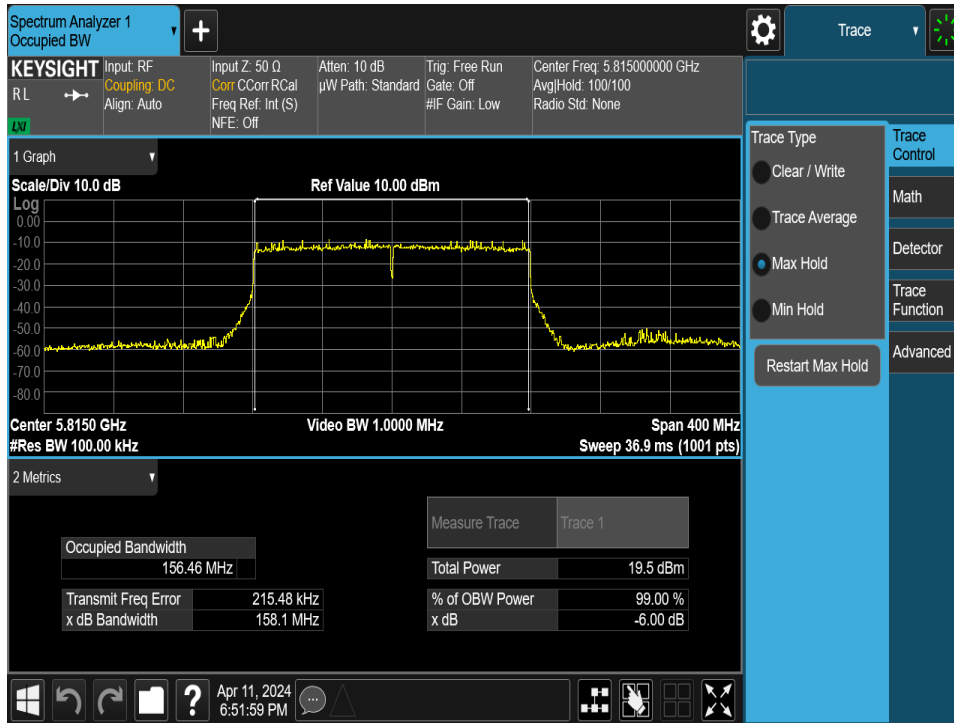 Spectrum Analyzer 1
Occupied BW
+
Trace
KEYSIGHT
R L
LXI
Input: RF
Coupling: DC
Align: Auto
Input Z: 50 Ω
Corr CCorr RCal
Freq Ref: Int (S)
NFE: Off
Atten: 10 dB
µW Path: Standard
Trig: Free Run
Gate: Off
#IF Gain: Low
Center Freq: 5.815000000 GHz
Avg|Hold: 100/100
Radio Std: None
1 Graph
Scale/Div 10.0 dB
Ref Value 10.00 dBm
Log
0.00
-10.0
-20.0
-30.0
-40.0
-50.0
-60.0
-70.0
-80.0
Center 5.8150 GHz
Video BW 1.0000 MHz
Span 400 MHz
#Res BW 100.00 kHz
Sweep 36.9 ms (1001 pts)
2 Metrics
Measure Trace
Trace 1
Occupied Bandwidth
156.46 MHz
Total Power
19.5 dBm
Transmit Freq Error
215.48 kHz
% of OBW Power
99.00 %
x dB Bandwidth
158.1 MHz
x dB
-6.00 dB
Trace Type
Clear / Write
Trace Average
Max Hold
Min Hold
Restart Max Hold
Trace
Control
Math
Detector
Trace
Function
Advanced
?
Apr 11, 2024
6:51:59 PM